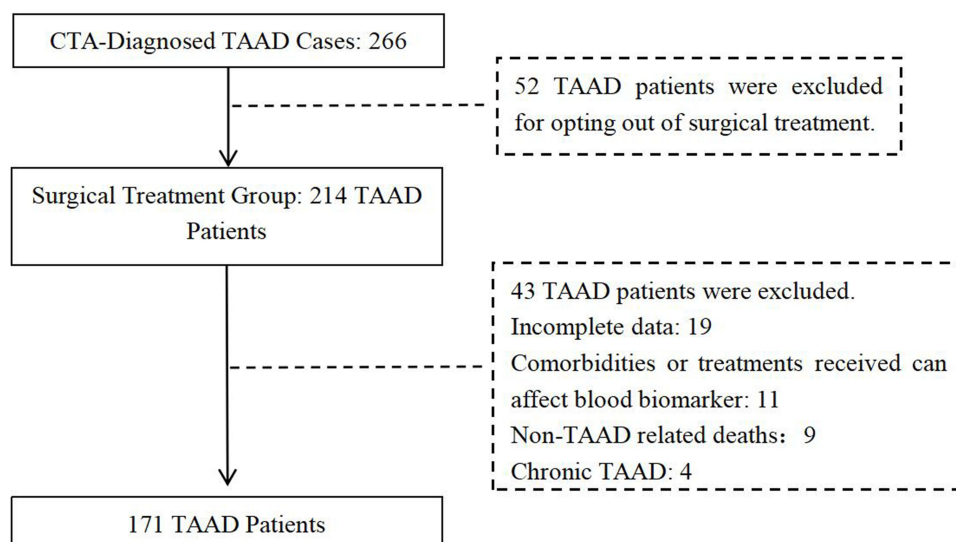 CTA-Diagnosed TAAD Cases: 266
52 TAAD patients were excluded
for opting out of surgical treatment.
Surgical Treatment Group: 214 TAAD
Patients
43 TAAD patients were excluded.
Incomplete data: 19
Comorbidities or treatments received can
affect blood biomarker: 11
Non-TAAD related deaths：9
Chronic TAAD: 4
171 TAAD Patients